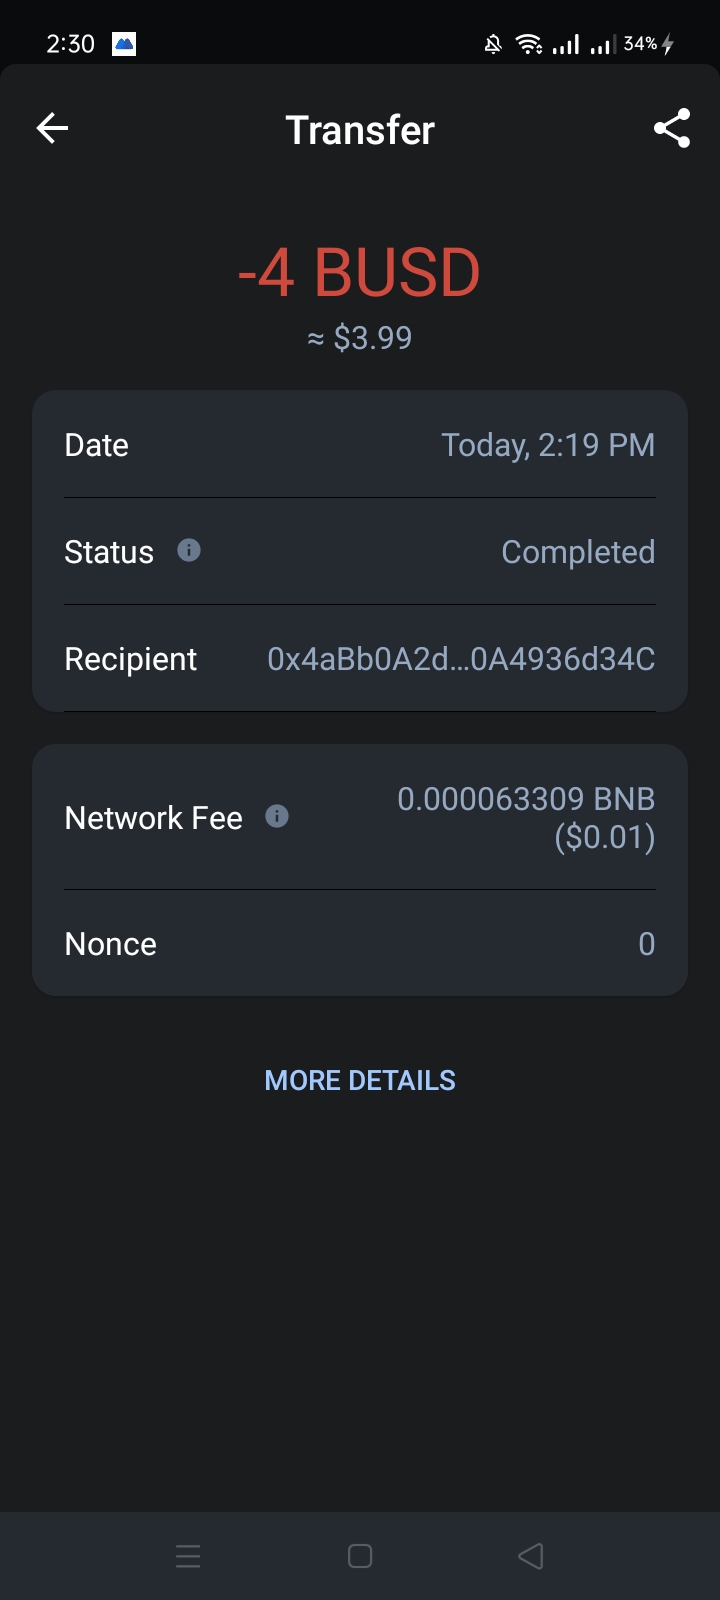 2:30 34%
Transfer
-4 BUSD
≈ $3.99
Date Today, 2:19 PM
Status Completed
Recipient 0x4aBb0A2d...0A4936d34C
Network Fee 0.000063309 BNB
($0.01)
Nonce 0
MORE DETAILS